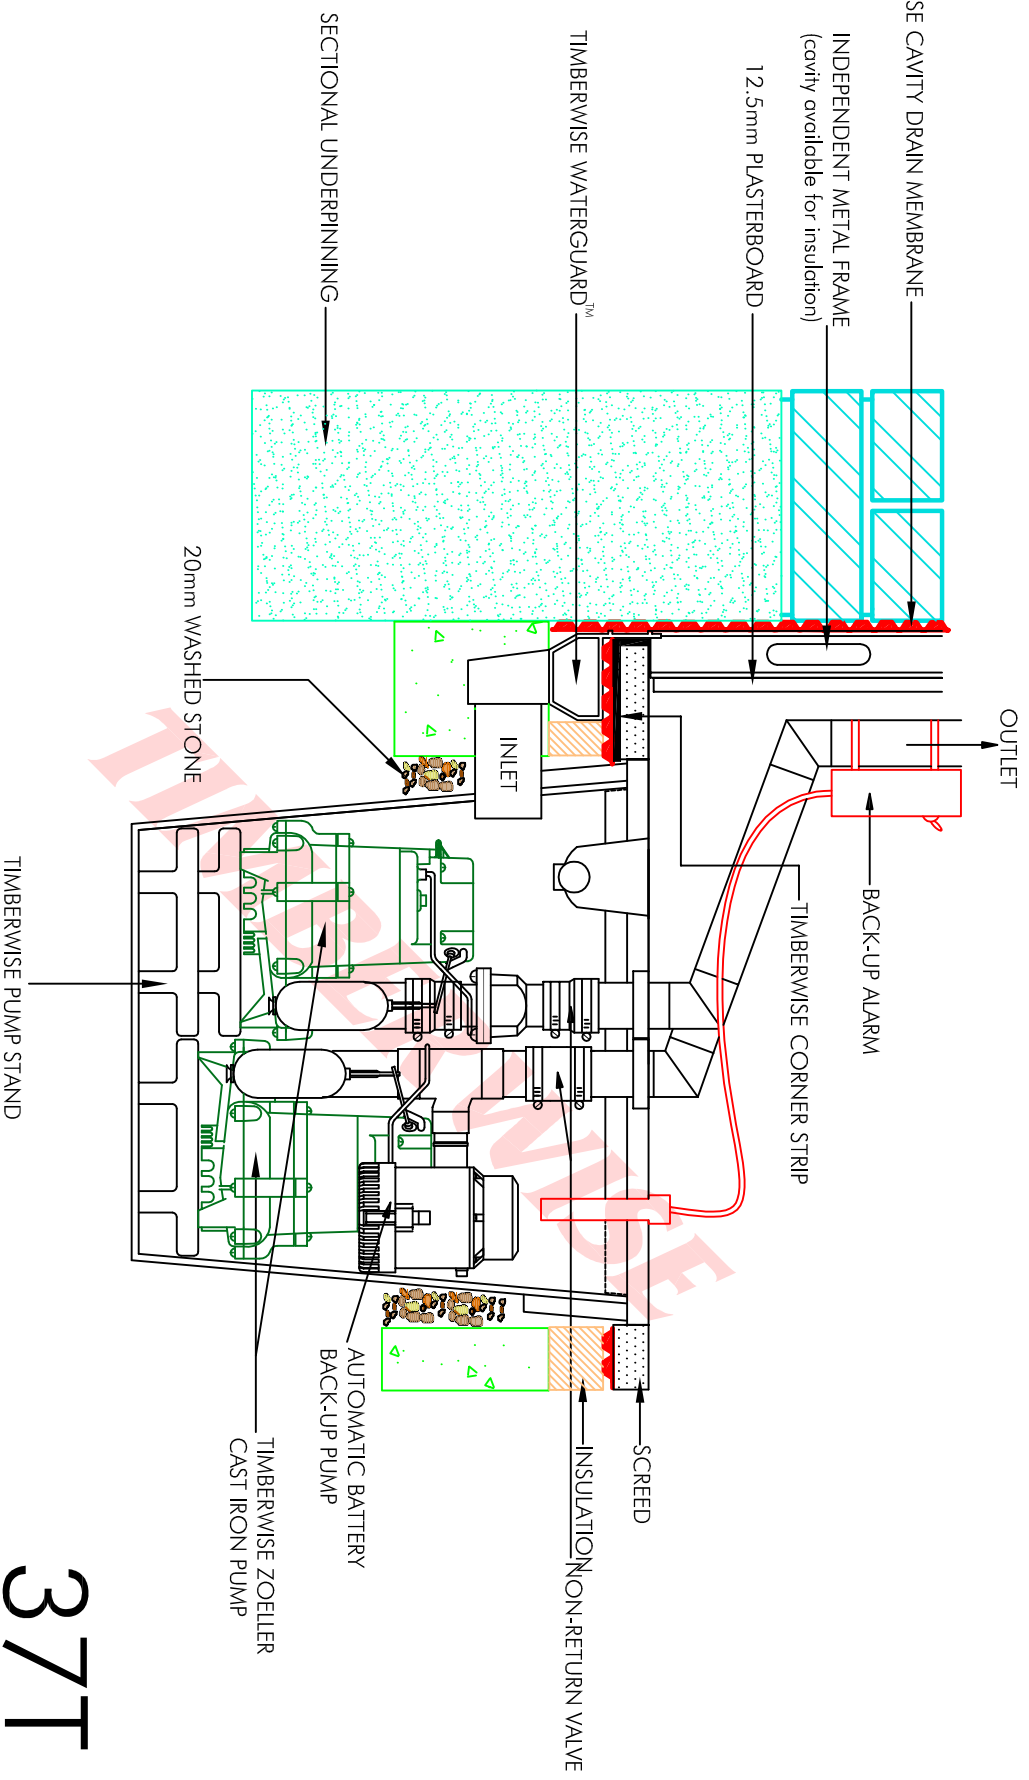 SE CAVITY DRAIN MEMBRANE
INDEPENDENT METAL FRAME
(cavity available for insulation)
12.5mm PLASTERBOARD
TIMBERWISE WATERGUARD™
SECTIONAL UNDERPINNING
20mm WASHED STONE
INLET
OUTLET
BACK-UP ALARM
TIMBERWISE CORNER STRIP
TIMBERWISE
SCREED
INSULATION
NON-RETURN VALVE
AUTOMATIC BATTERY
BACK-UP PUMP
TIMBERWISE ZOELLER
CAST IRON PUMP
TIMBERWISE PUMP STAND
37T